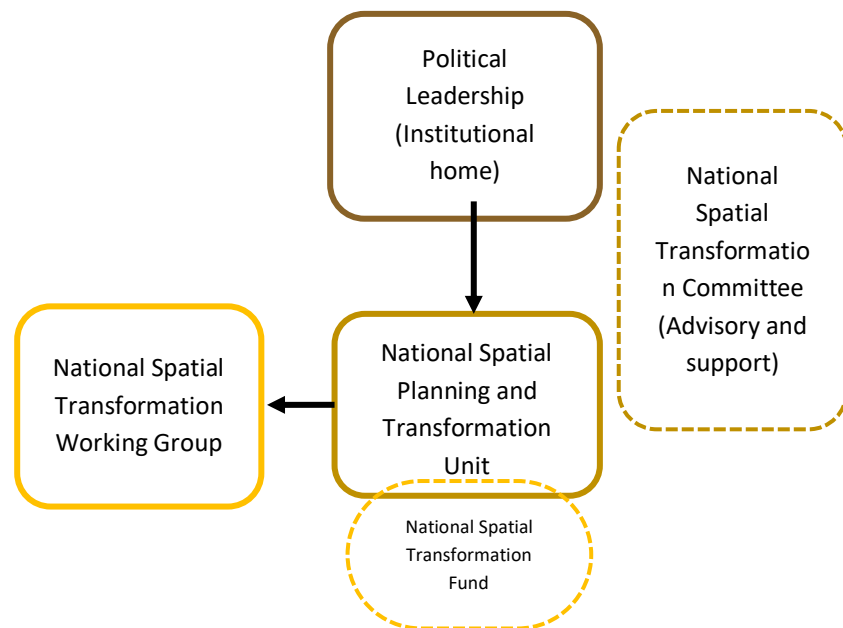 Political
Leadership
(Institutional
home)
National
Spatial
Transformatio
n Committee
(Advisory and
support)
National Spatial
Transformation
Working Group
National Spatial
Planning and
Transformation
Unit
National Spatial
Transformation
Fund